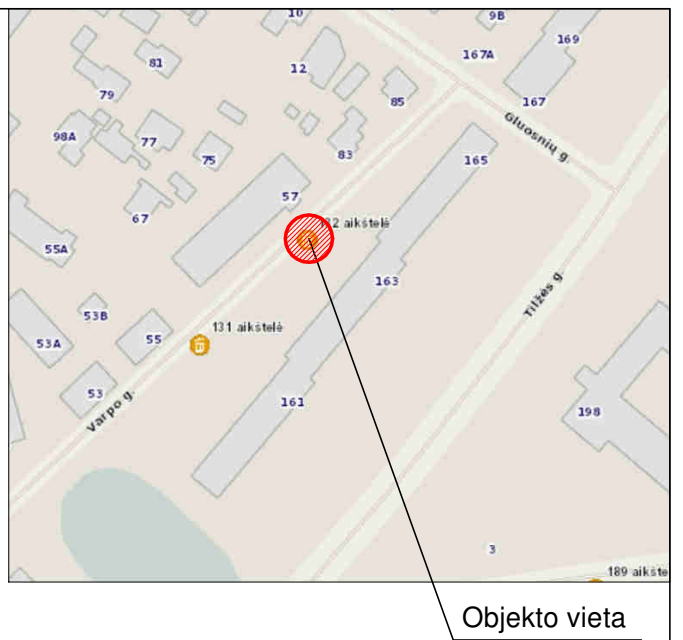 10
9B
169
81
12
167A
79
85
167
98A
77
83
Gluosnių g.
75
165
57
67
132 aikštelė
55A
163
Tilžės g.
53B
131 aikštelė
53A
55
53
161
198
Varpo g.
3
189 aikšte
Objekto vieta